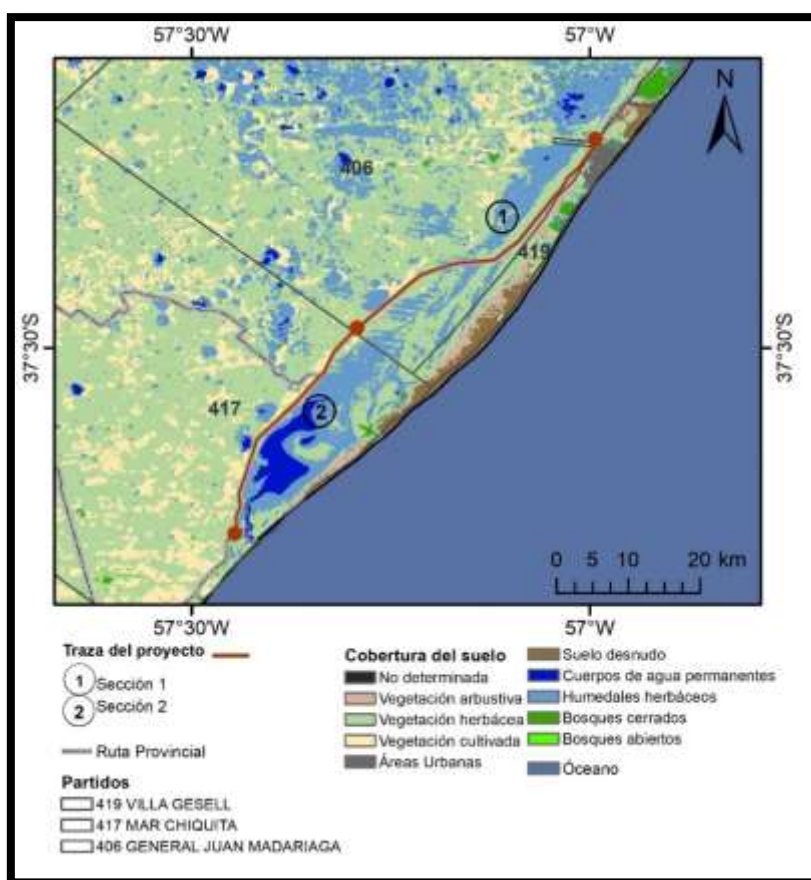 57°30'W 57°W
N
406
1
419
37°30'S 37°30'S
417
2
0 5 10 20 km
57°30'W 57°W
Traza del proyecto
1 Sección 1
2 Sección 2
Ruta Provincial
Partidos
419 VILLA GESELL
417 MAR CHIQUITA
406 GENERAL JUAN MADARIAGA
Cobertura del suelo
No determinada
Vegetación arbustiva
Vegetación herbácea
Vegetación cultivada
Áreas Urbanas
Suelo desnudo
Cuerpos de agua permanentes
Humedales herbáceos
Bosques cerrados
Bosques abiertos
Óceano